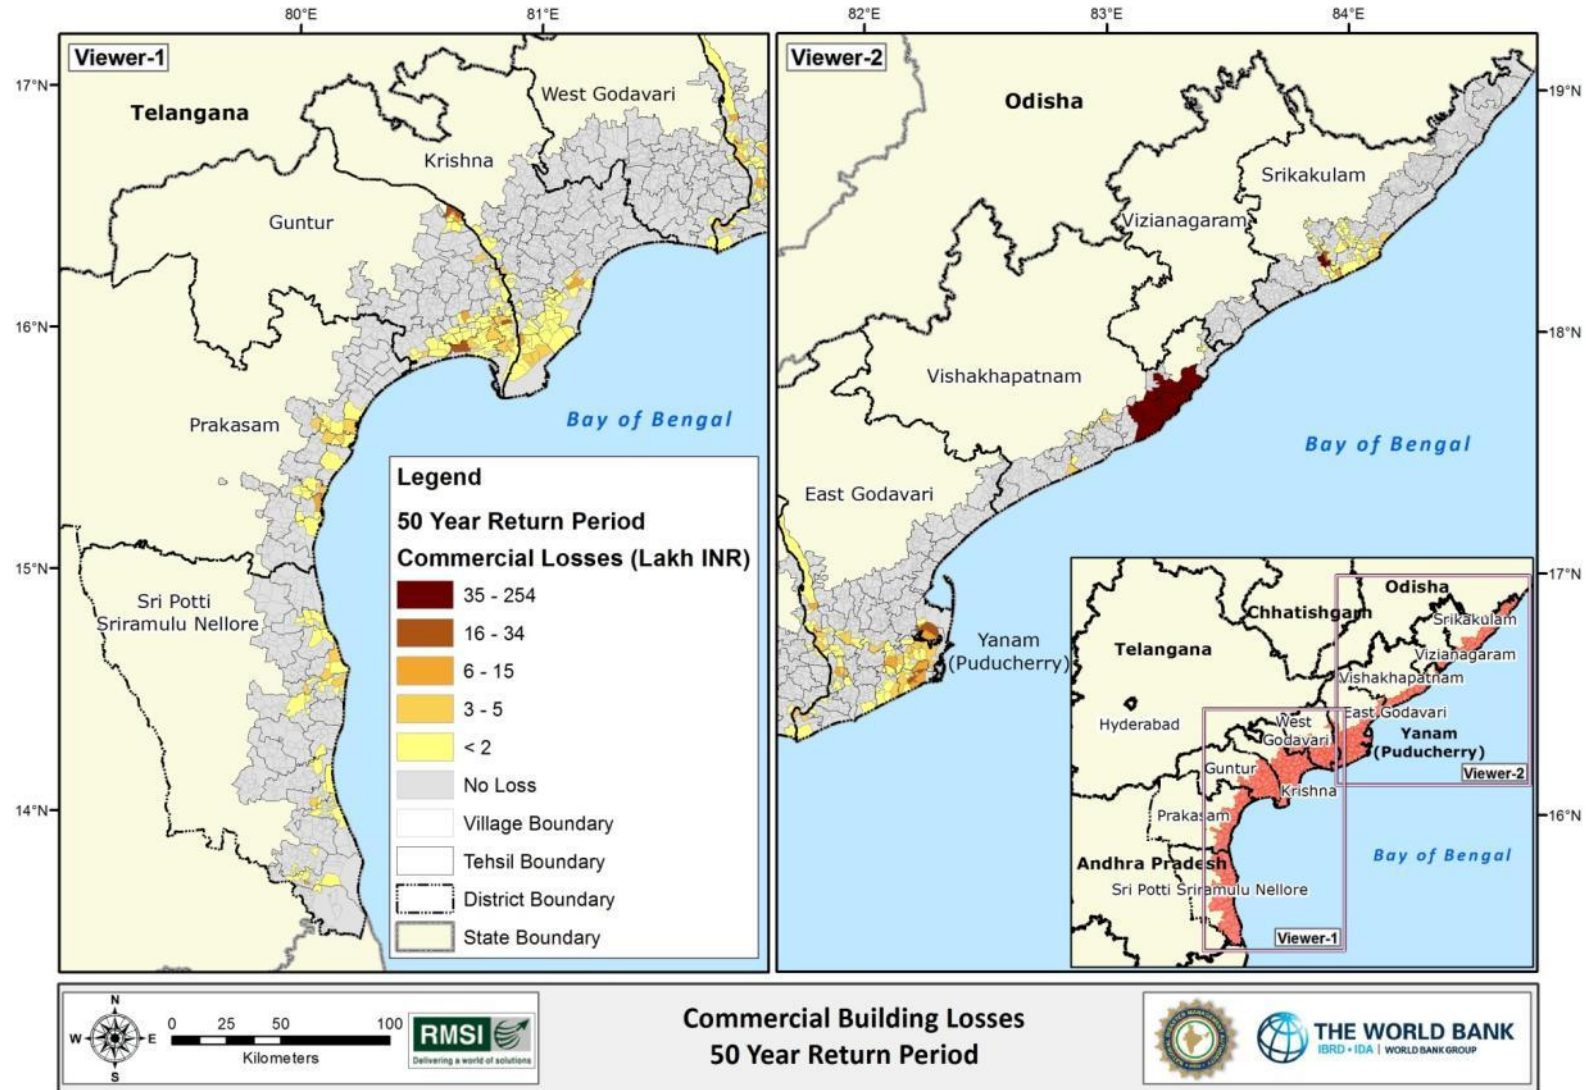 80°E
81°E
82°E
83°E
84°E
Viewer-1
Viewer-2
17°N
19°N
Telangana
West Godavari
Krishna
Guntur
Odisha
Srikakulam
Vizianagaram
16°N
18°N
Prakasam
Bay of Bengal
Vishakhapatnam
Bay of Bengal
East Godavari
15°N
17°N
Sri Potti
Sriramulu Nellore
Yanam
(Puducherry)
14°N
16°N
Legend
50 Year Return Period
Commercial Losses (Lakh INR)
35 - 254
16 - 34
6 - 15
3 - 5
< 2
No Loss
Village Boundary
Tehsil Boundary
District Boundary
State Boundary
Odisha
Chhatishgarh
Srikakulam
Telangana
Vizianagaram
Vishakhapatnam
East Godavari
Hyderabad
West
Godavari
Yanam
(Puducherry)
Guntur
Viewer-2
Krishna
Prakasam
Bay of Bengal
Andhra Pradesh
Sri Potti Sriramulu Nellore
Viewer-1
N
W
E
S
0 25 50 100
Kilometers
RMSI
Delivering a world of solutions
Commercial Building Losses
50 Year Return Period
THE WORLD BANK
IBRD • IDA | WORLD BANK GROUP